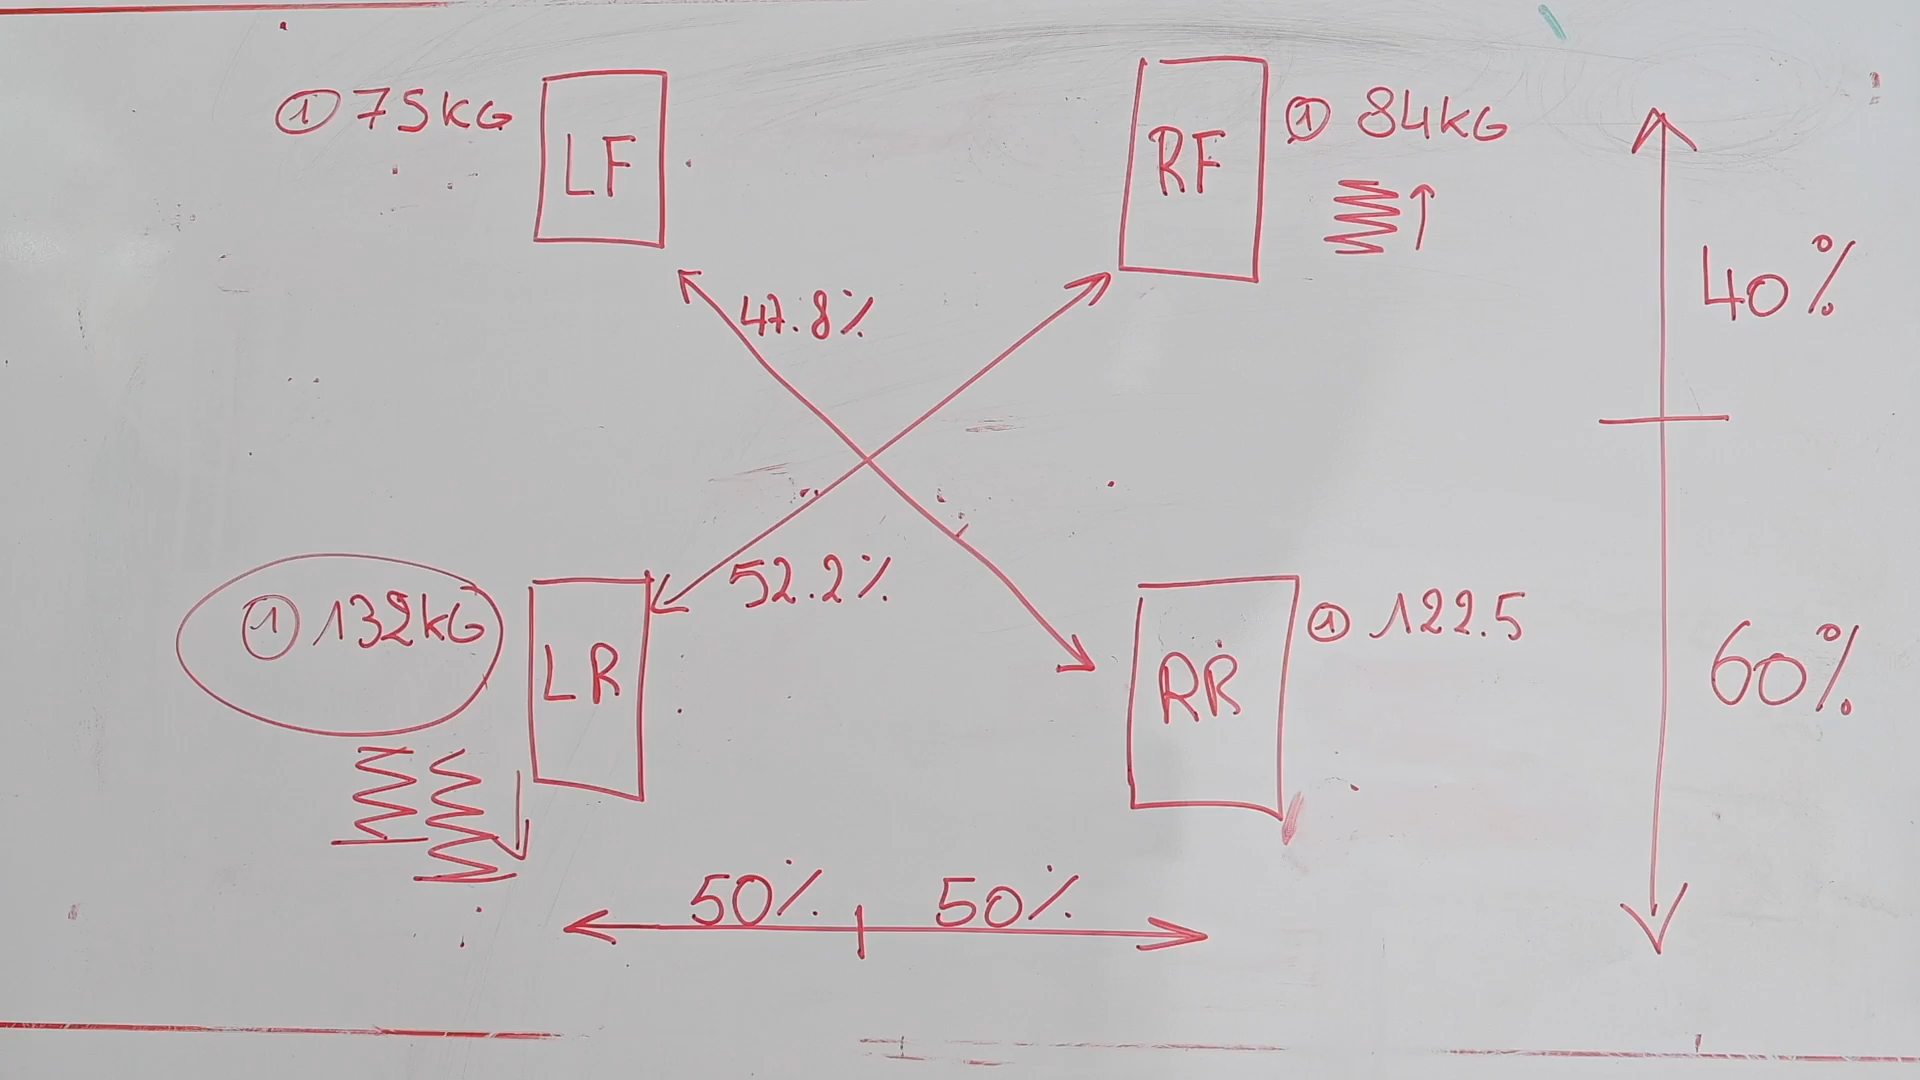 ① 75KG
LF
RF
① 84KG
40%
47.8%
52.2%
① 132KG
LR
RR
① 122.5
60%
50%
50%